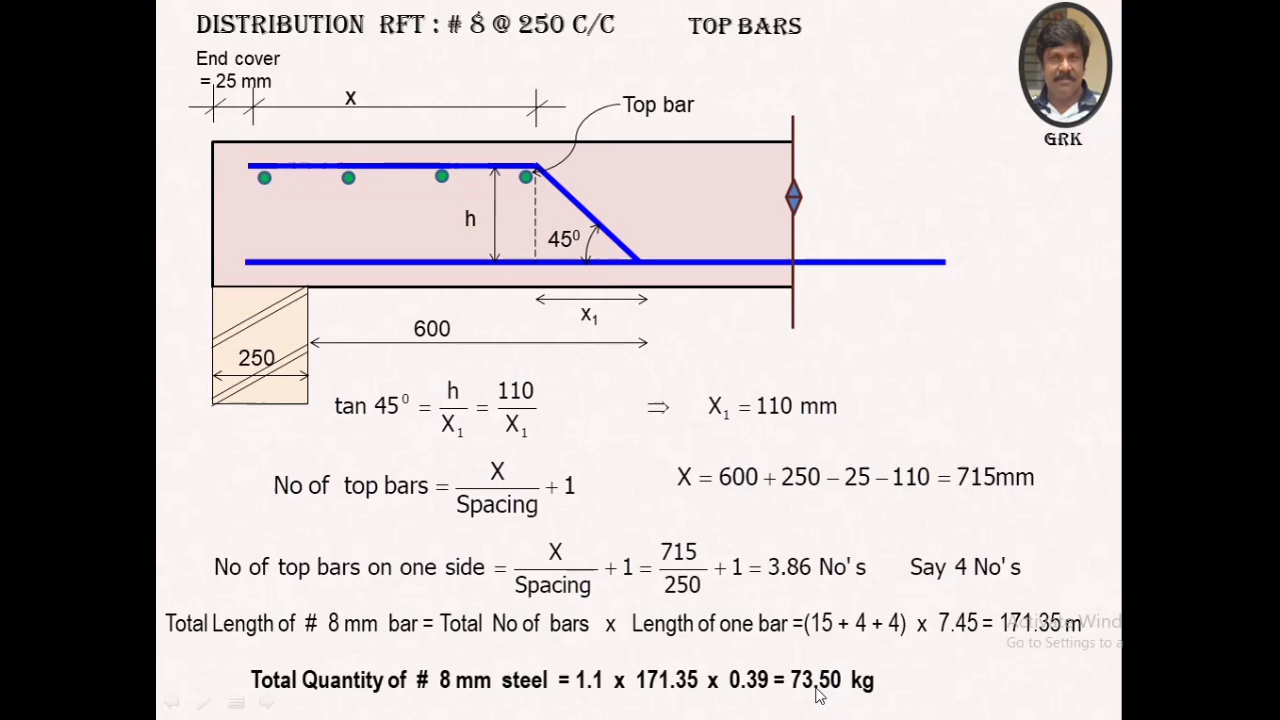 DISTRIBUTION RFT : # 8 @ 250 C/C TOP BARS
End cover
= 25 mm
X
Top bar
GRK
h
45⁰
X₁
600
250
tan 45⁰ = h / X₁ = 110 / X₁ ⇒ X₁ = 110 mm
No of top bars = X / Spacing + 1 X = 600 + 250 − 25 − 110 = 715mm
No of top bars on one side = X / Spacing + 1 = 715 / 250 + 1 = 3.86 No's Say 4 No's
Total Length of # 8 mm bar = Total No of bars x Length of one bar =(15 + 4 + 4) x 7.45 = 171.35 m
Go to Settings to a
Total Quantity of # 8 mm steel = 1.1 x 171.35 x 0.39 = 73.50 kg